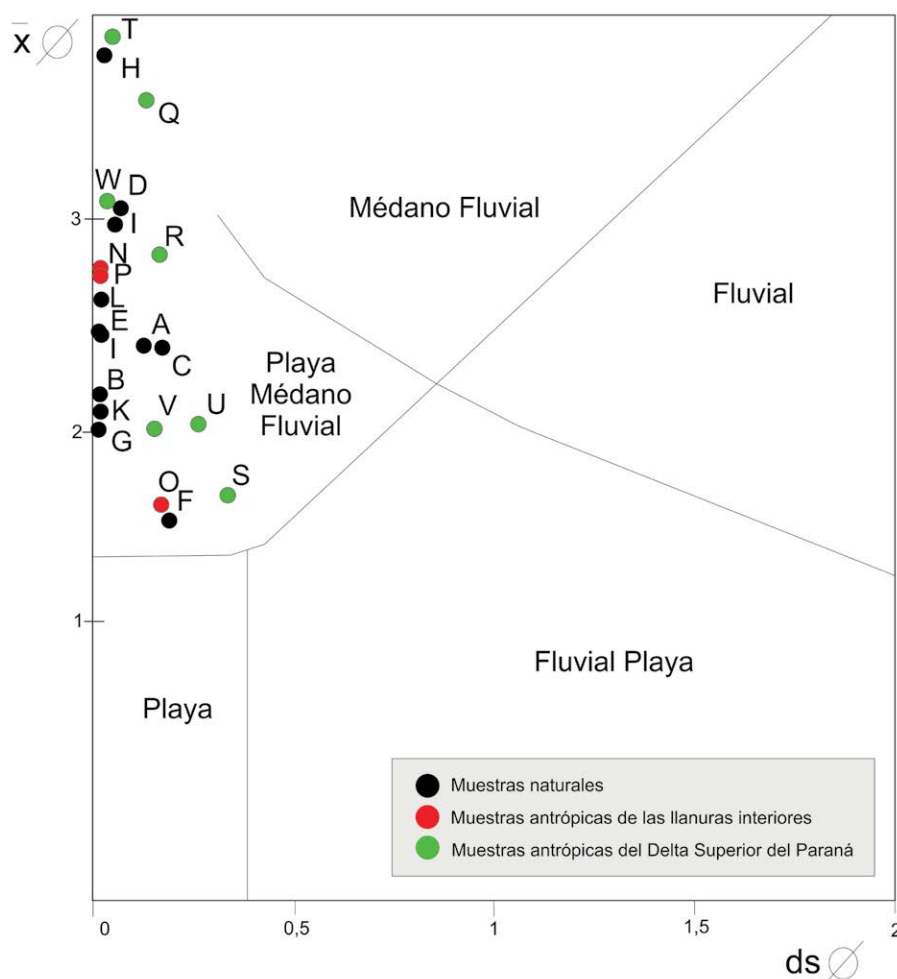 x̄ ∅
T
H
Q
W
D
I
R
N
P
L
E
I
A
C
B
K
G
V
U
O
F
S
3
2
1
Médano Fluvial
Fluvial
Playa
Médano
Fluvial
Fluvial Playa
Playa
Muestras naturales
Muestras antrópicas de las llanuras interiores
Muestras antrópicas del Delta Superior del Paraná
0 0,5 1 1,5 2
ds ∅